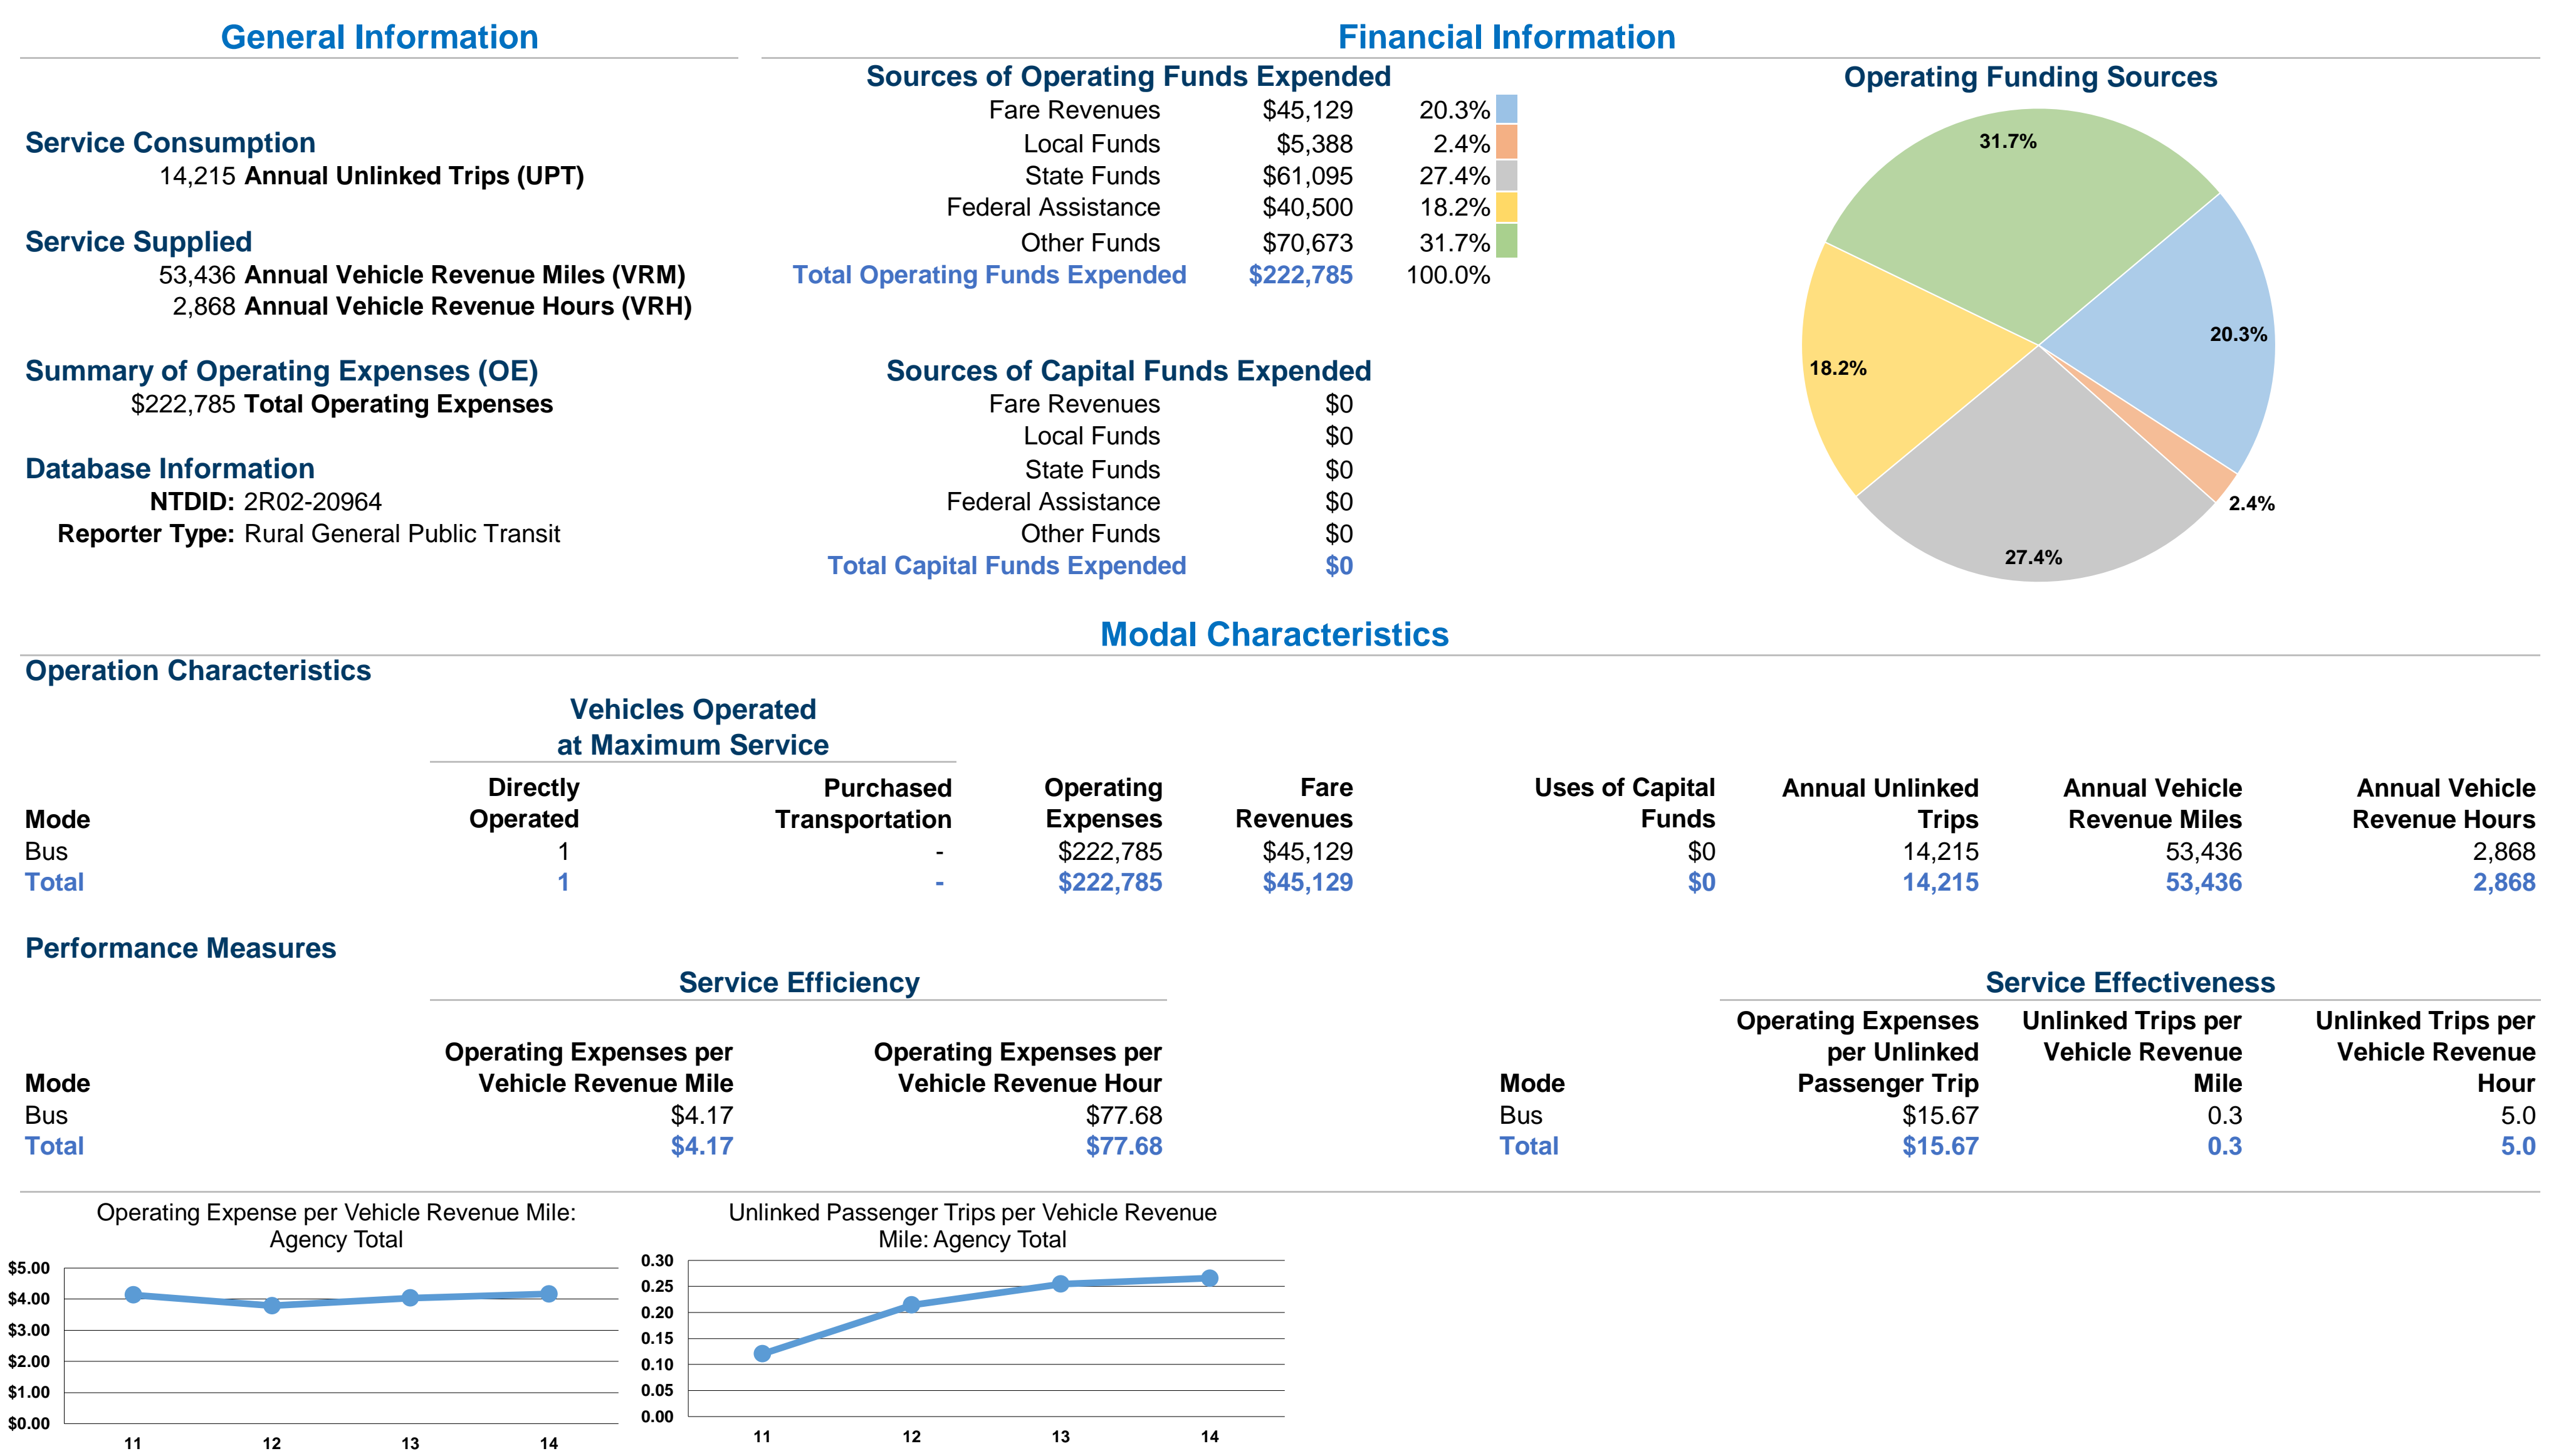 General Information
Financial Information
Sources of Operating Funds Expended
Operating Funding Sources
Fare Revenues $45,129 20.3%
Service Consumption
Local Funds $5,388 2.4%
14,215 Annual Unlinked Trips (UPT)
State Funds $61,095 27.4%
Federal Assistance $40,500 18.2%
Service Supplied
Other Funds $70,673 31.7%
53,436 Annual Vehicle Revenue Miles (VRM)
Total Operating Funds Expended $222,785 100.0%
2,868 Annual Vehicle Revenue Hours (VRH)
31.7%
20.3%
18.2%
2.4%
27.4%
Summary of Operating Expenses (OE)
Sources of Capital Funds Expended
$222,785 Total Operating Expenses
Fare Revenues $0
Local Funds $0
Database Information
State Funds $0
NTDID: 2R02-20964
Federal Assistance $0
Reporter Type: Rural General Public Transit
Other Funds $0
Total Capital Funds Expended $0
Modal Characteristics
Operation Characteristics
Vehicles Operated
at Maximum Service
Directly Purchased Operating Fare Uses of Capital Annual Unlinked Annual Vehicle Annual Vehicle
Mode Operated Transportation Expenses Revenues Funds Trips Revenue Miles Revenue Hours
Bus 1 - $222,785 $45,129 $0 14,215 53,436 2,868
Total 1 - $222,785 $45,129 $0 14,215 53,436 2,868
Performance Measures
Service Efficiency Service Effectiveness
Operating Expenses Unlinked Trips per Unlinked Trips per
Operating Expenses per Operating Expenses per per Unlinked Vehicle Revenue Vehicle Revenue
Mode Vehicle Revenue Mile Vehicle Revenue Hour Mode Passenger Trip Mile Hour
Bus $4.17 $77.68 Bus $15.67 0.3 5.0
Total $4.17 $77.68 Total $15.67 0.3 5.0
Operating Expense per Vehicle Revenue Mile:
Agency Total
$5.00
$4.00
$3.00
$2.00
$1.00
$0.00
11 12 13 14
Unlinked Passenger Trips per Vehicle Revenue
Mile: Agency Total
0.30
0.25
0.20
0.15
0.10
0.05
0.00
11 12 13 14